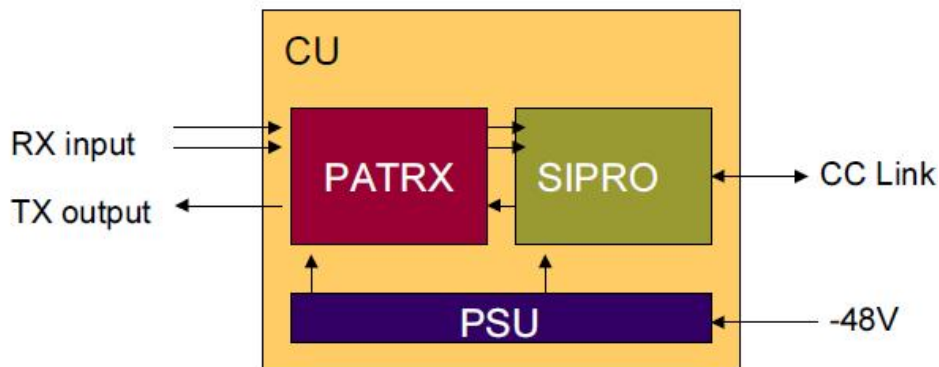 CU
RX input
PATRX
SIPRO
CC Link
TX output
PSU
-48V